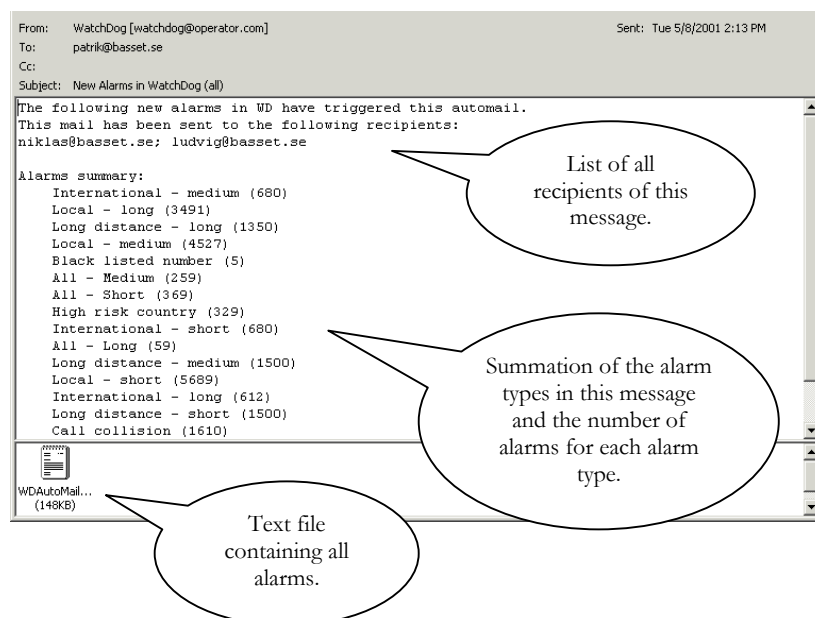 From: WatchDog [watchdog@operator.com] Sent: Tue 5/8/2001 2:13 PM
To: patrik@basset.se
Cc:
Subject: New Alarms in WatchDog (all)
The following new alarms in WD have triggered this automail.
This mail has been sent to the following recipients:
niklas@basset.se; ludvig@basset.se
List of all
recipients of this
message.
Alarms summary:
International - medium (680)
Local - long (3491)
Long distance - long (1350)
Local - medium (4527)
Black listed number (5)
All - Medium (259)
All - Short (369)
High risk country (329)
International - short (680)
All - Long (59)
Long distance - medium (1500)
Local - short (5689)
International - long (612)
Long distance - short (1500)
Call collision (1610)
Summation of the alarm
types in this message
and the number of
alarms for each alarm
type.
WDAutoMail...
(148KB)
Text file
containing all
alarms.